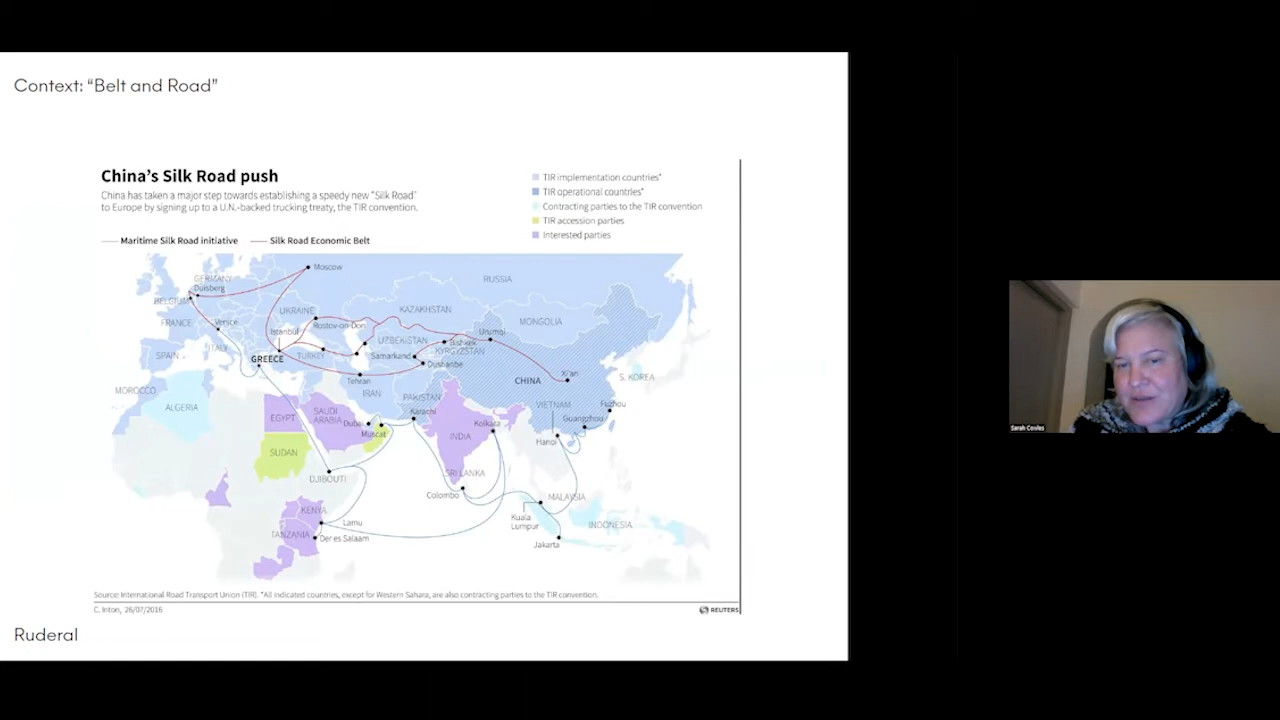 Context: “Belt and Road”
China's Silk Road push
China has taken a major step towards establishing a speedy new "Silk Road"
to Europe by signing up to a U.N.-backed trucking treaty, the TIR convention.
Maritime Silk Road initiative
Silk Road Economic Belt
TIR implementation countries*
TIR operational countries*
Contracting parties to the TIR convention
TIR accession parties
Interested parties
Moscow
RUSSIA
GERMANY
Duisberg
BELGIUM
UKRAINE
KAZAKHSTAN
MONGOLIA
FRANCE
Venice
Rostov-on-Don
Istanbul
Urumqi
ITALY
UZBEKISTAN
Bishkek
KYRGYZSTAN
SPAIN
GREECE
TURKEY
Samarkand
Dushanbe
Xi'an
CHINA
S. KOREA
Tehran
MOROCCO
IRAN
PAKISTAN
ALGERIA
VIETNAM
Fuzhou
EGYPT
SAUDI
ARABIA
Karachi
Guangzhou
Dubai
Kolkata
Muscat
INDIA
Hanoi
SUDAN
DJIBOUTI
SRI LANKA
Colombo
MALAYSIA
KENYA
Lamu
Kuala
Lumpur
INDONESIA
TANZANIA
Der es Salaam
Jakarta
Source: International Road Transport Union (TIR). *All indicated countries, except for Western Sahara, are also contracting parties to the TIR convention.
C. Inton, 26/07/2016
REUTERS
Ruderal
Sarah Cowles